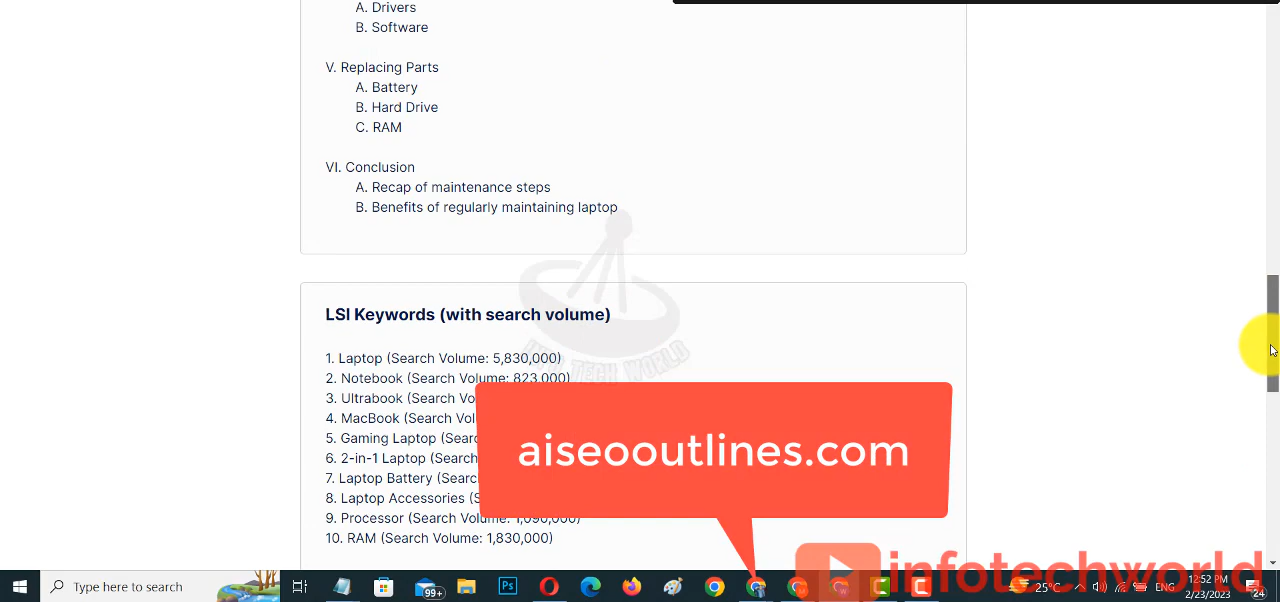 A. Drivers
B. Software
V. Replacing Parts
A. Battery
B. Hard Drive
C. RAM
VI. Conclusion
A. Recap of maintenance steps
B. Benefits of regularly maintaining laptop
LSI Keywords (with search volume)
INFO TECH WORLD
1. Laptop (Search Volume: 5,830,000)
2. Notebook (Search Volume: 823,000)
3. Ultrabook (Search
4. MacBook (Search
5. Gaming Laptop
6. 2-in-1 Laptop (Search
7. Laptop Battery
8. Laptop Accessories
9. Processor (Search Volume: 1,090,000)
10. RAM (Search Volume: 1,830,000)
aiseooutlines.com
infotechworld
Type here to search
99+
Ps
25°C
ENG
12:52 PM
2/23/2023
24